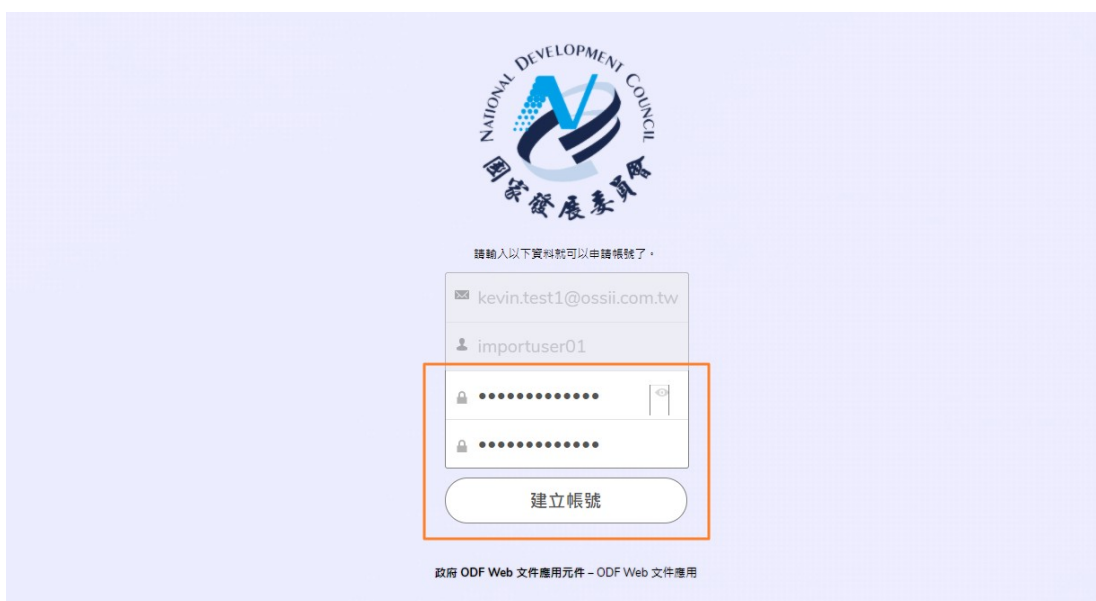 NATIONAL DEVELOPMENT COUNCIL
國家發展委員會
請輸入以下資料就可以申請帳號了。
kevin.test1@ossii.com.tw
importuser01
•••••••••••••
•••••••••••••
建立帳號
政府 ODF Web 文件應用元件 – ODF Web 文件應用